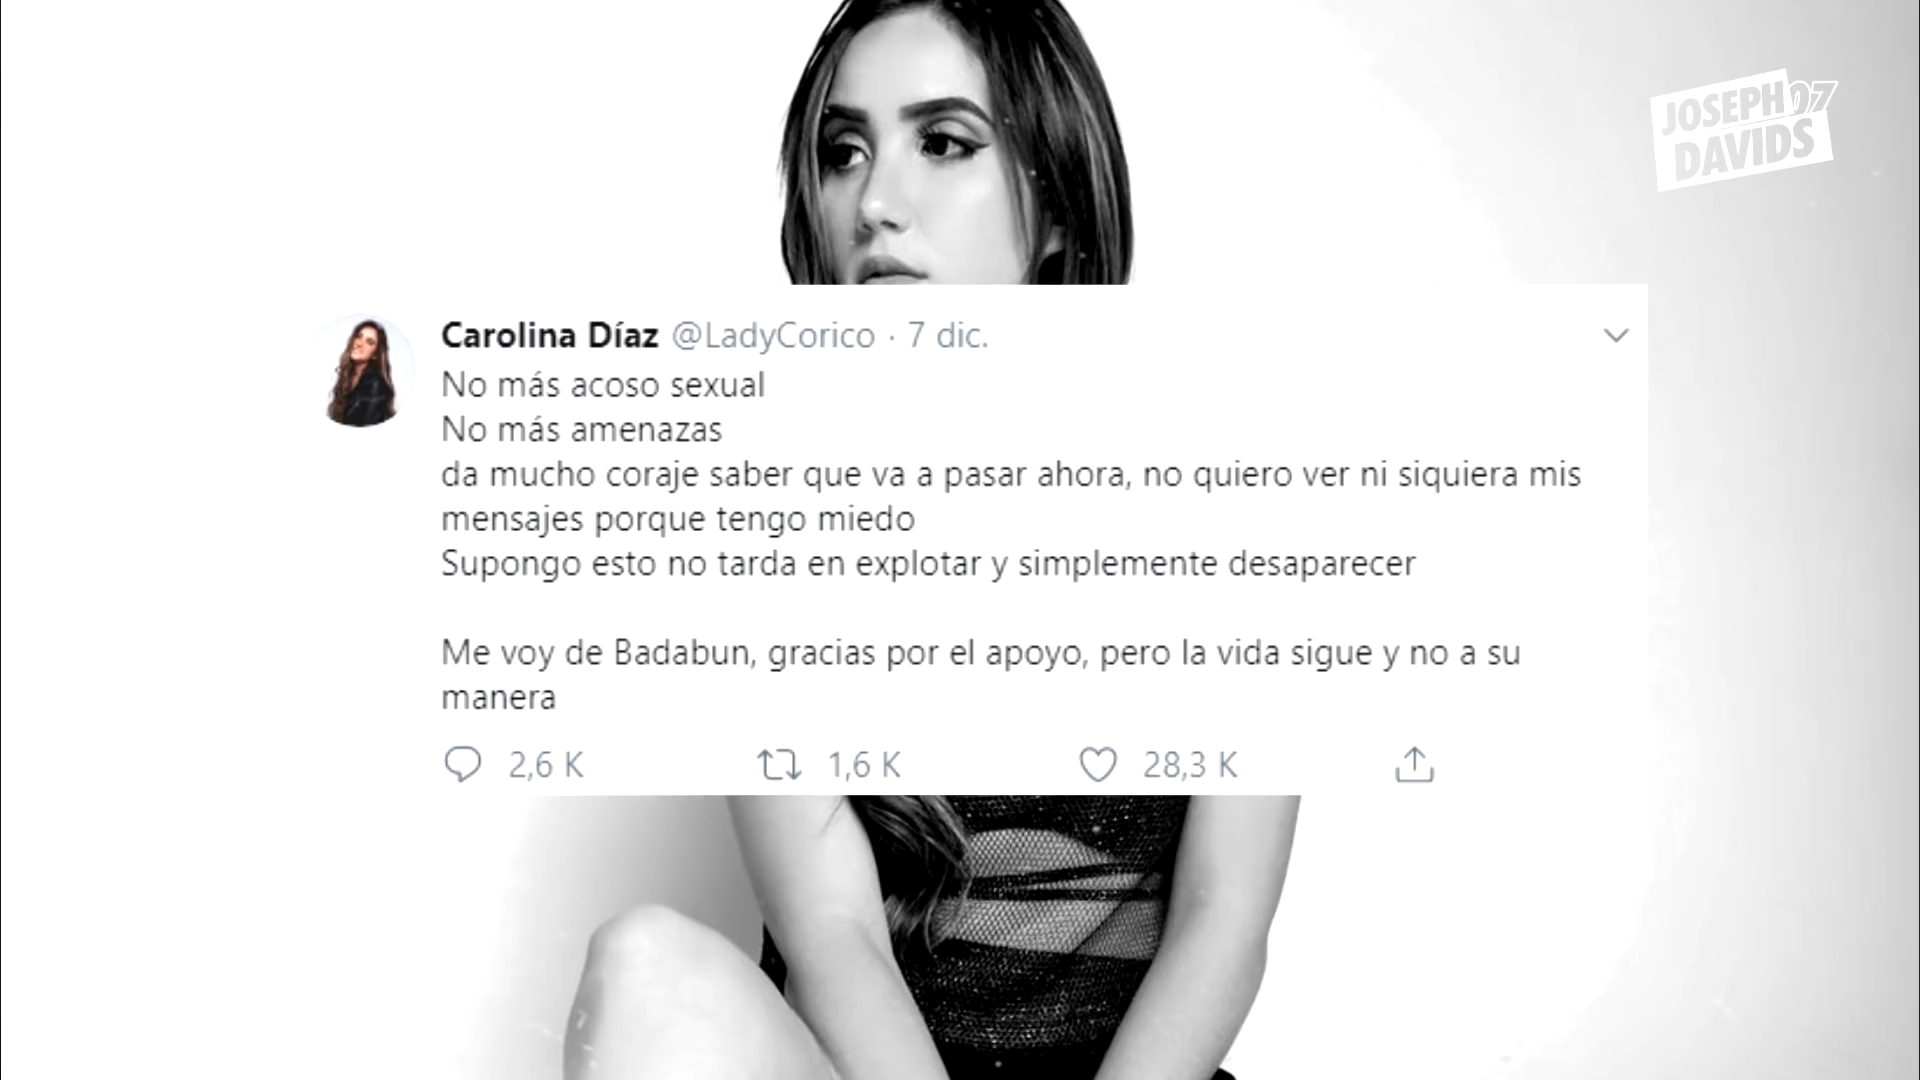 JOSEPH 07
DAVIDS
Carolina Díaz @LadyCorico · 7 dic.
No más acoso sexual
No más amenazas
da mucho coraje saber que va a pasar ahora, no quiero ver ni siquiera mis
mensajes porque tengo miedo
Supongo esto no tarda en explotar y simplemente desaparecer
Me voy de Badabun, gracias por el apoyo, pero la vida sigue y no a su
manera
2,6 K 1,6 K 28,3 K